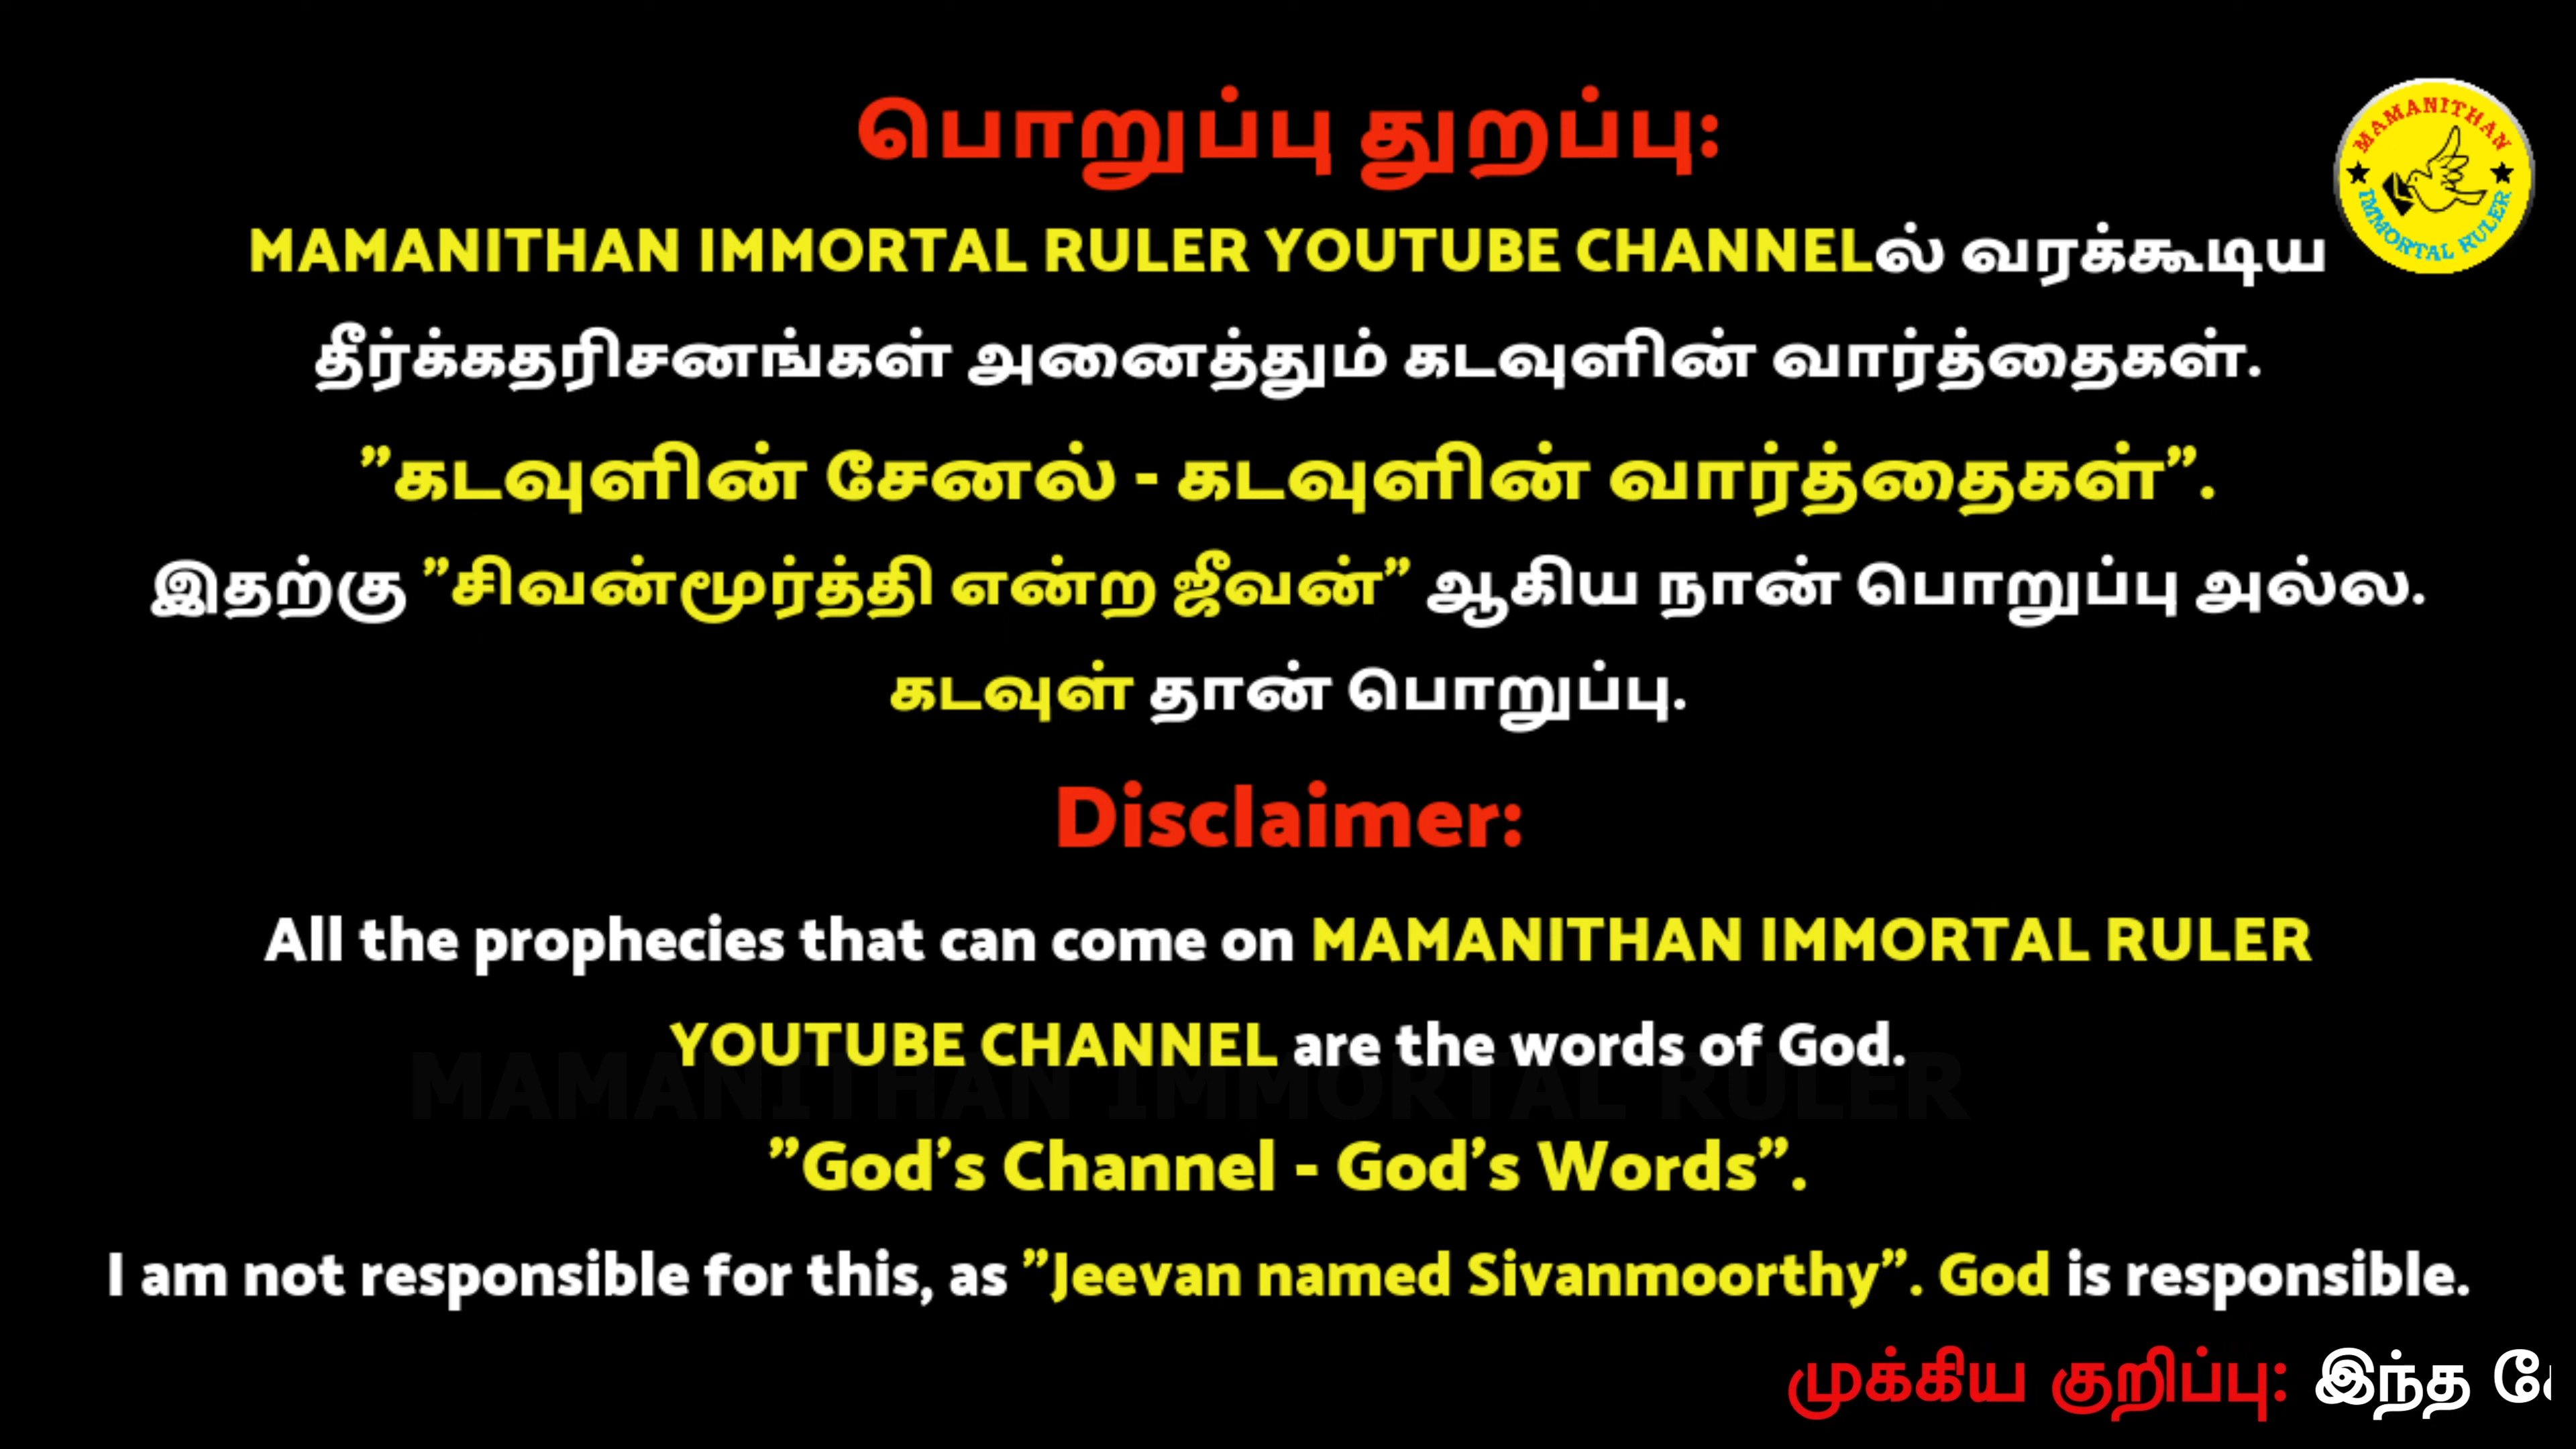 பொறுப்பு துறப்பு:
MAMANITHAN IMMORTAL RULER
MAMANITHAN IMMORTAL RULER YOUTUBE CHANNELல் வரக்கூடிய
தீர்க்கதரிசனங்கள் அனைத்தும் கடவுளின் வார்த்தைகள்.
”கடவுளின் சேனல் - கடவுளின் வார்த்தைகள்”.
இதற்கு ”சிவன்மூர்த்தி என்ற ஜீவன்” ஆகிய நான் பொறுப்பு அல்ல.
கடவுள் தான் பொறுப்பு.
Disclaimer:
All the prophecies that can come on MAMANITHAN IMMORTAL RULER
YOUTUBE CHANNEL are the words of God.
MAMANITHAN IMMORTAL RULER
”God’s Channel - God’s Words”.
I am not responsible for this, as ”Jeevan named Sivanmoorthy”. God is responsible.
முக்கிய குறிப்பு: இந்த